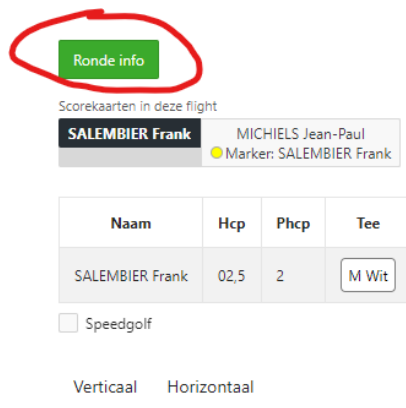 Ronde info
Scorekaarten in deze flight
SALEMBIER Frank MICHIELS Jean-Paul
Marker: SALEMBIER Frank
Naam Hcp Phcp Tee
SALEMBIER Frank 02,5 2 M Wit
Speedgolf
Verticaal Horizontaal